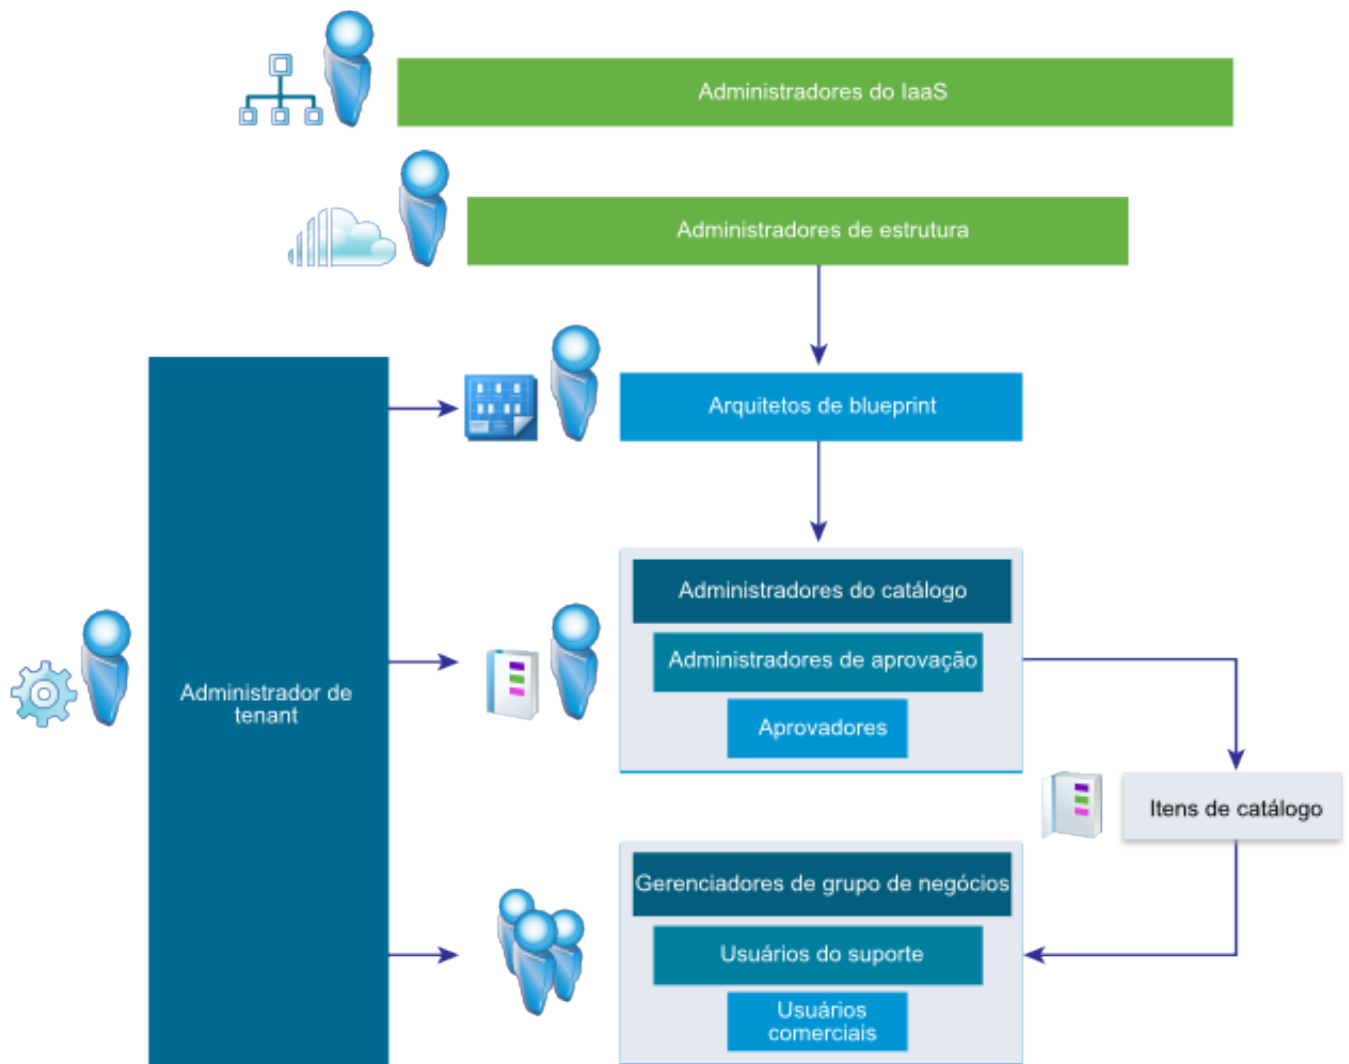 Administradores do IaaS
Administradores de estrutura
Arquitetos de blueprint
Administradores do catálogo
Administradores de aprovação
Aprovadores
Administrador de
tenant
Itens de catálogo
Gerenciadores de grupo de negócios
Usuários do suporte
Usuários
comerciais